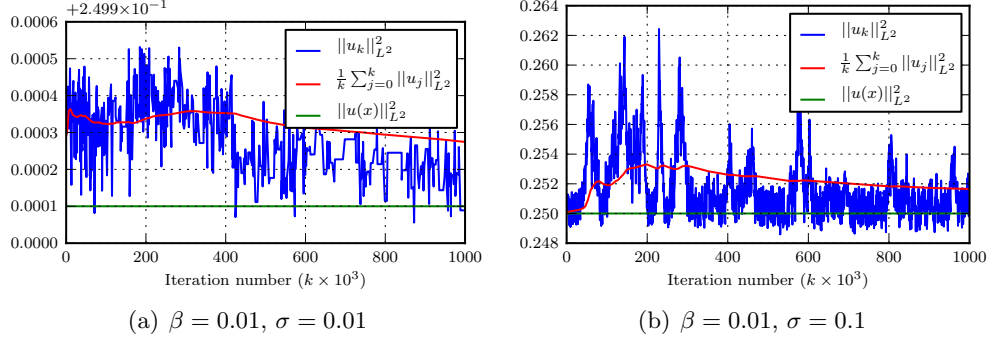 +2.499×10−1
0.0006
0.0005
0.0004
0.0003
0.0002
0.0001
0.0000
||u_k||²_{L²}
1/k ∑_{j=0}^{k} ||u_j||²_{L²}
||u(x)||²_{L²}
0 200 400 600 800 1000
Iteration number (k × 10³)
(a) β = 0.01, σ = 0.01
0.264
0.262
0.260
0.258
0.256
0.254
0.252
0.250
0.248
||u_k||²_{L²}
1/k ∑_{j=0}^{k} ||u_j||²_{L²}
||u(x)||²_{L²}
0 200 400 600 800 1000
Iteration number (k × 10³)
(b) β = 0.01, σ = 0.1